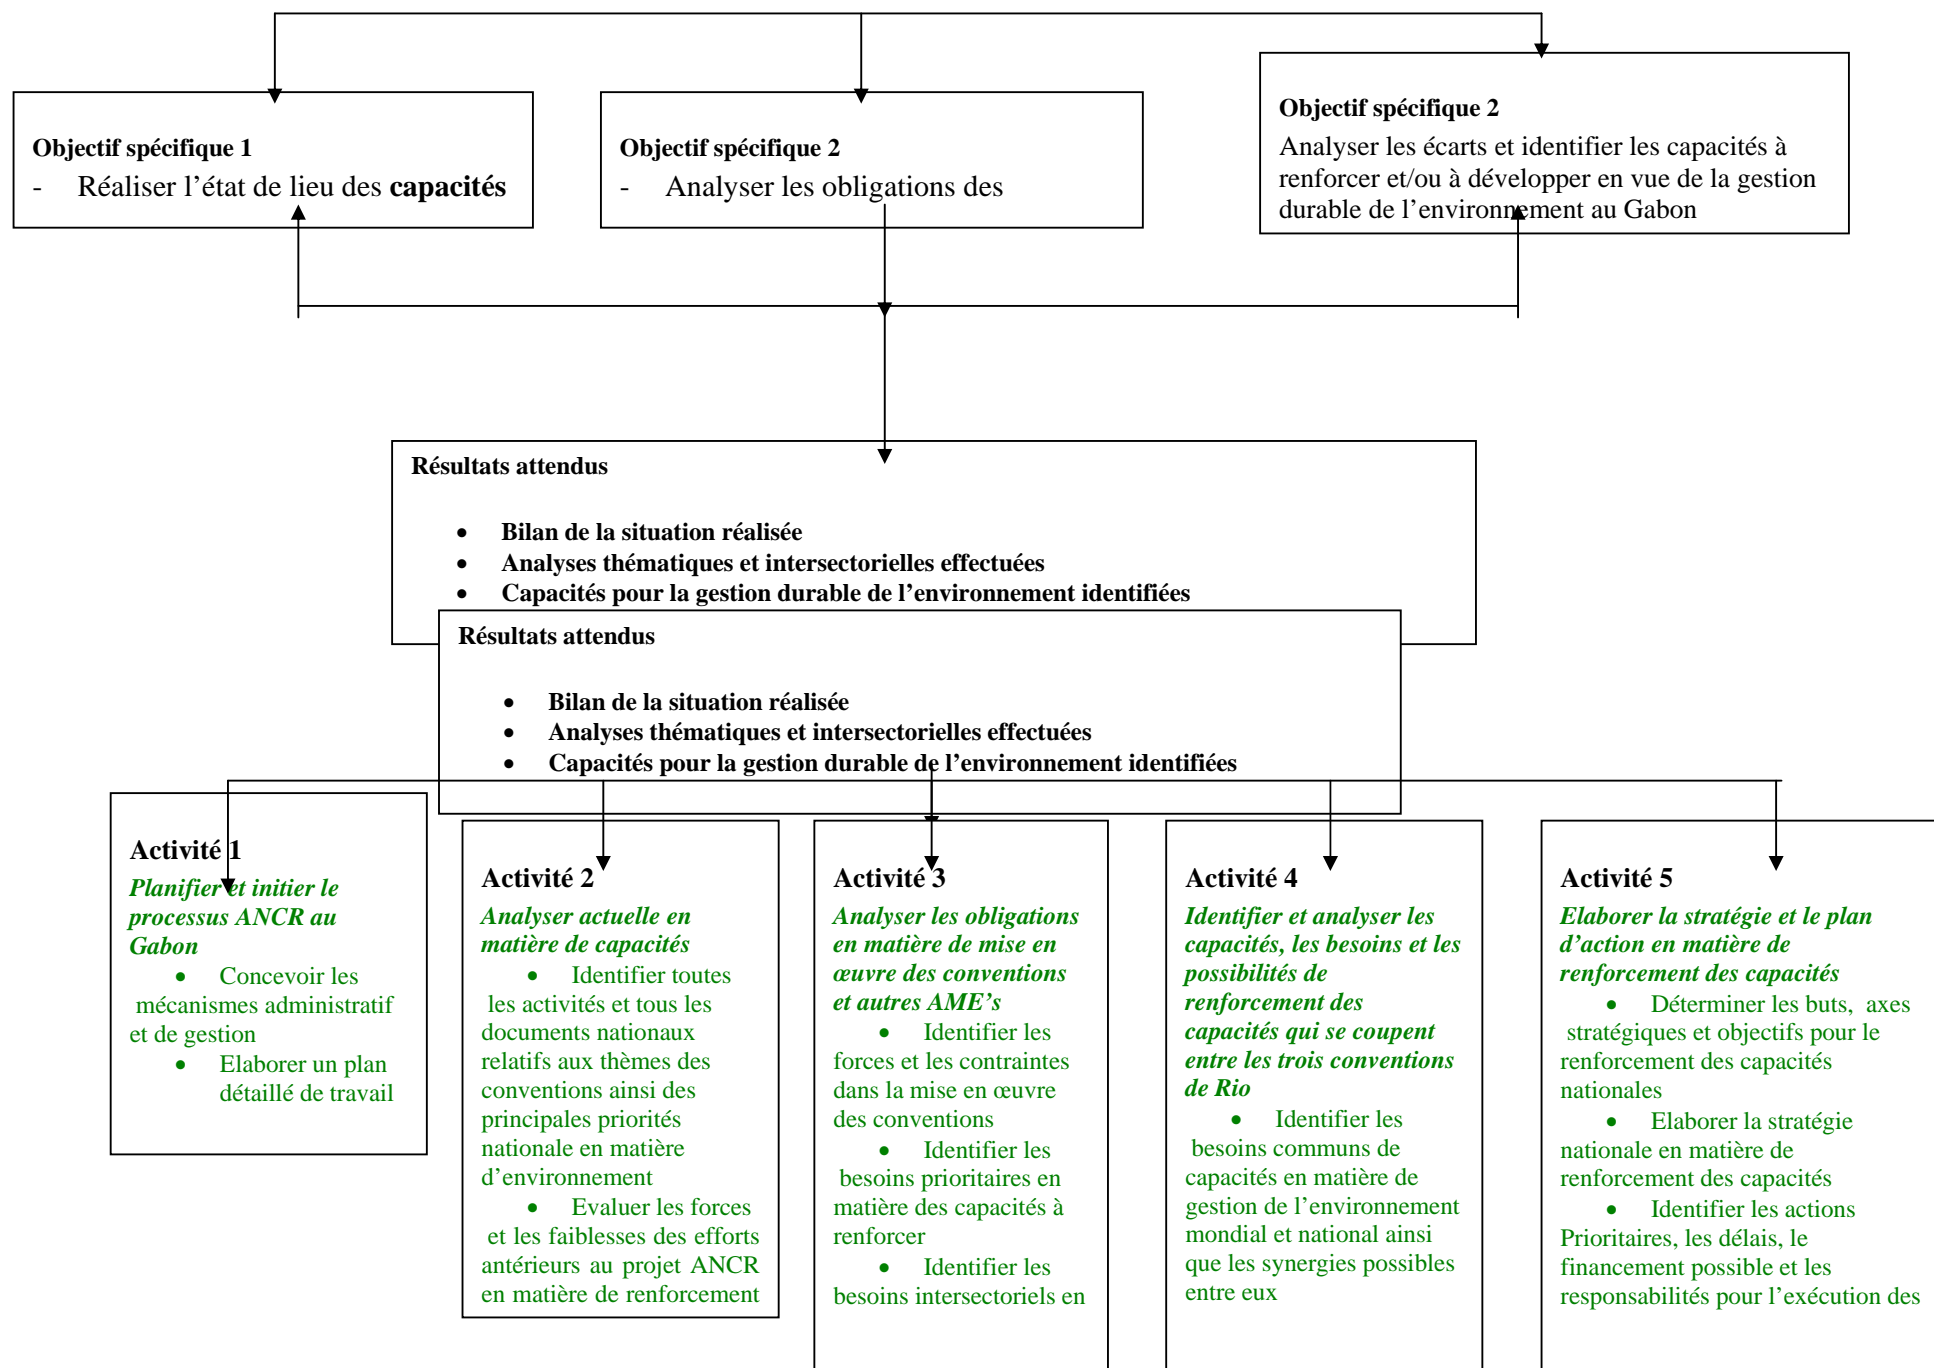 Objectif spécifique 1
- Réaliser l’état de lieu des capacités
Objectif spécifique 2
- Analyser les obligations des
Objectif spécifique 2
Analyser les écarts et identifier les capacités à
renforcer et/ou à développer en vue de la gestion
durable de l’environnement au Gabon
Résultats attendus
• Bilan de la situation réalisée
• Analyses thématiques et intersectorielles effectuées
• Capacités pour la gestion durable de l’environnement identifiées
Résultats attendus
• Bilan de la situation réalisée
• Analyses thématiques et intersectorielles effectuées
• Capacités pour la gestion durable de l’environnement identifiées
Activité 1
Planifier et initier le
processus ANCR au
Gabon
• Concevoir les
mécanismes administratif
et de gestion
• Elaborer un plan
détaillé de travail
Activité 2
Analyser actuelle en
matière de capacités
• Identifier toutes
les activités et tous les
documents nationaux
relatifs aux thèmes des
conventions ainsi des
principales priorités
nationale en matière
d’environnement
• Evaluer les forces
et les faiblesses des efforts
antérieurs au projet ANCR
en matière de renforcement
Activité 3
Analyser les obligations
en matière de mise en
œuvre des conventions
et autres AME’s
• Identifier les
forces et les contraintes
dans la mise en œuvre
des conventions
• Identifier les
besoins prioritaires en
matière des capacités à
renforcer
• Identifier les
besoins intersectoriels en
Activité 4
Identifier et analyser les
capacités, les besoins et les
possibilités de
renforcement des
capacités qui se coupent
entre les trois conventions
de Rio
• Identifier les
besoins communs de
capacités en matière de
gestion de l’environnement
mondial et national ainsi
que les synergies possibles
entre eux
Activité 5
Elaborer la stratégie et le plan
d’action en matière de
renforcement des capacités
• Déterminer les buts, axes
stratégiques et objectifs pour le
renforcement des capacités
nationales
• Elaborer la stratégie
nationale en matière de
renforcement des capacités
• Identifier les actions
Prioritaires, les délais, le
financement possible et les
responsabilités pour l’exécution des